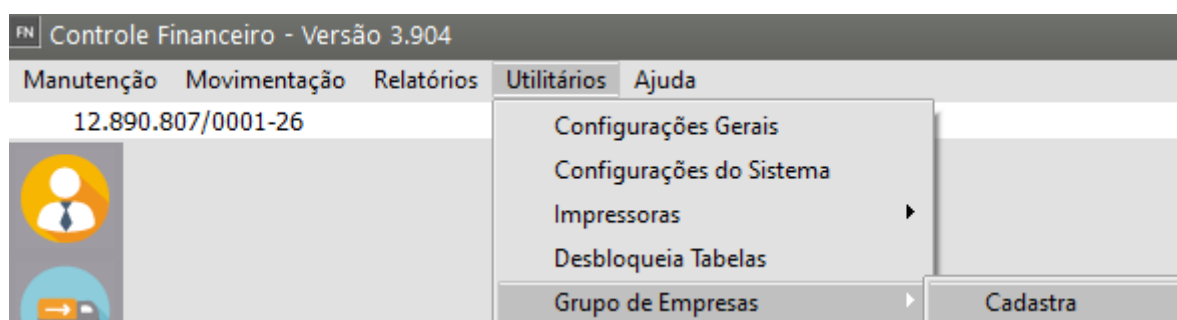 FN Controle Financeiro - Versão 3.904
Manutenção Movimentação Relatórios Utilitários Ajuda
12.890.807/0001-26
Configurações Gerais
Configurações do Sistema
Impressoras
Desbloqueia Tabelas
Grupo de Empresas Cadastra